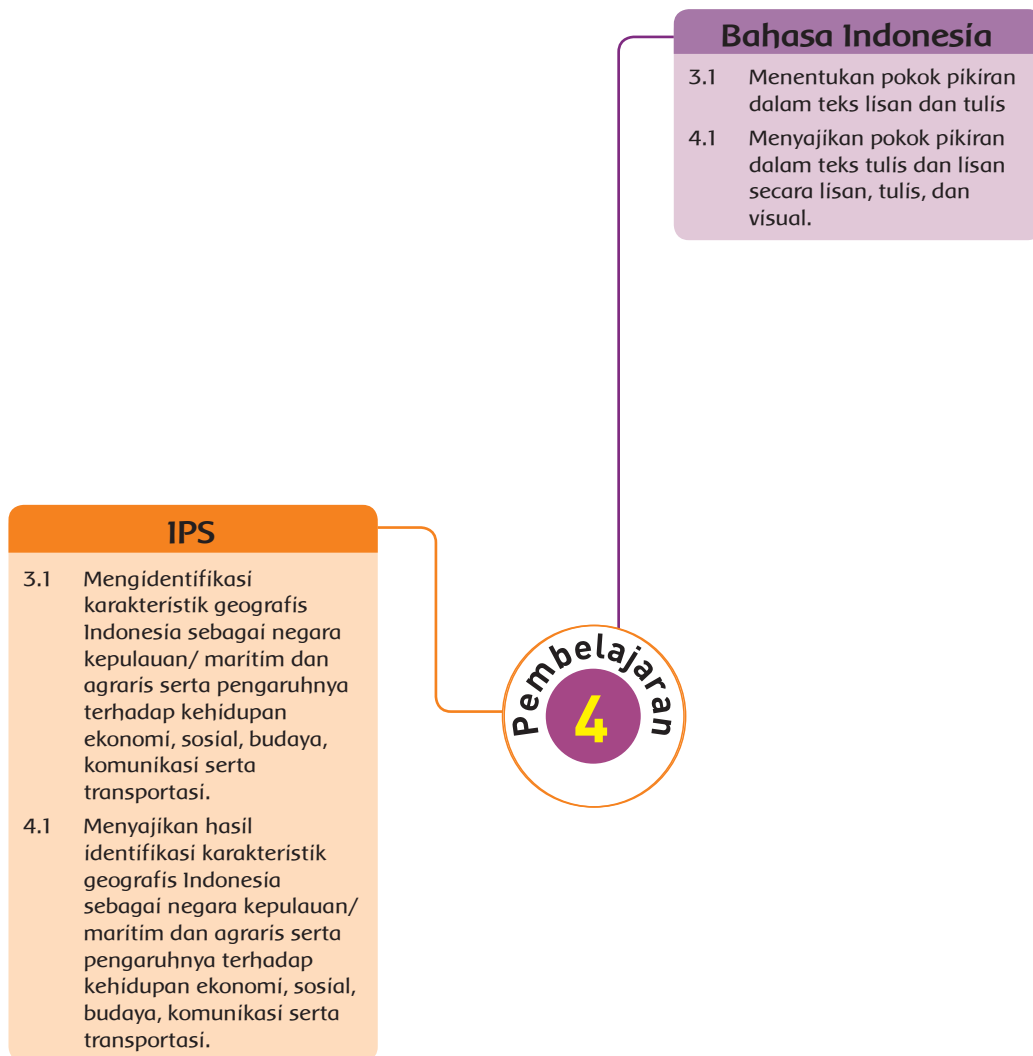 Bahasa Indonesia
3.1 Menentukan pokok pikiran
dalam teks lisan dan tulis
4.1 Menyajikan pokok pikiran
dalam teks tulis dan lisan
secara lisan, tulis, dan
visual.
IPS
3.1 Mengidentifikasi
karakteristik geografis
Indonesia sebagai negara
kepulauan/ maritim dan
agraris serta pengaruhnya
terhadap kehidupan
ekonomi, sosial, budaya,
komunikasi serta
transportasi.
4.1 Menyajikan hasil
identifikasi karakteristik
geografis Indonesia
sebagai negara kepulauan/
maritim dan agraris serta
pengaruhnya terhadap
kehidupan ekonomi, sosial,
budaya, komunikasi serta
transportasi.
Pembelajaran
4